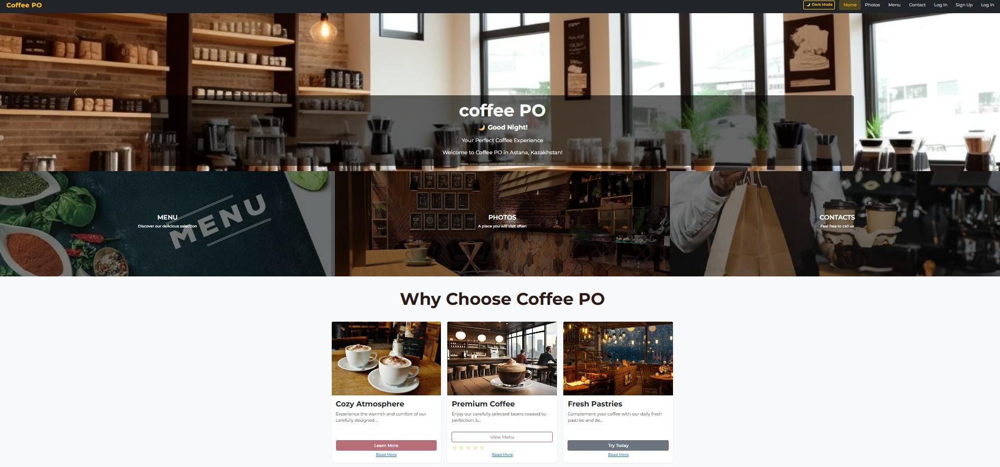 Coffee PO
Dark Mode Home Photos Menu Contact Log In Sign Up Log In
coffee PO
Good Night!
Your Perfect Coffee Experience
Welcome to Coffee PO in Astana, Kazakhstan!
MENU
Discover our delicious selection
MENU
PHOTOS
A place you will visit often
CONTACTS
Feel free to call us
Why Choose Coffee PO
Cozy Atmosphere
Experience the warmth and comfort of our
carefully designed ...
Learn More
Read More
Premium Coffee
Enjoy our carefully selected beans roasted to
perfection, b...
View Menu
Read More
Fresh Pastries
Complement your coffee with our daily fresh
pastries and de...
Try Today
Read More